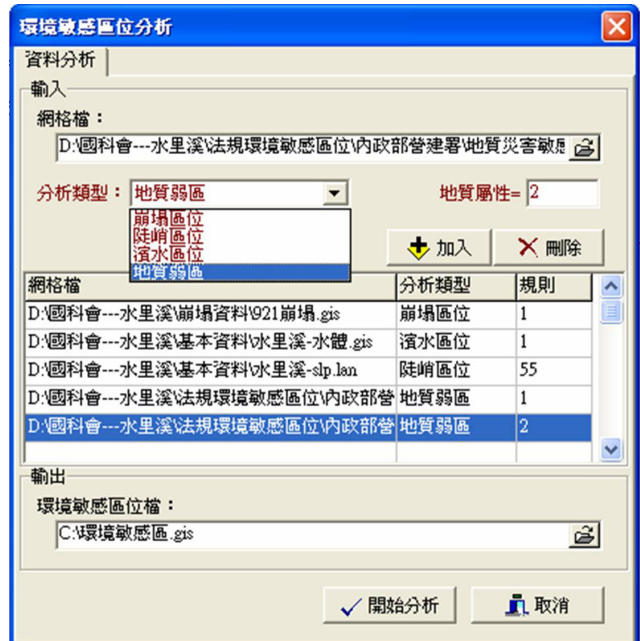 環境敏感區位分析
資料分析
輸入
網格檔：
D:\國科會---水里溪\法規環境敏感區位\內政部營建署\地質災害敏感
分析類型： 地質弱區 地質屬性= 2
崩塌區位
陡峭區位
濱水區位
地質弱區
加入 刪除
網格檔 分析類型 規則
D:\國科會---水里溪\崩塌資料\921崩塌.gis 崩塌區位 1
D:\國科會---水里溪\基本資料\水里溪-水體.gis 濱水區位 1
D:\國科會---水里溪\基本資料\水里溪-slp.lan 陡峭區位 55
D:\國科會---水里溪\法規環境敏感區位\內政部營 地質弱區 1
D:\國科會---水里溪\法規環境敏感區位\內政部營 地質弱區 2
輸出
環境敏感區位檔：
C:\環境敏感區.gis
開始分析 取消